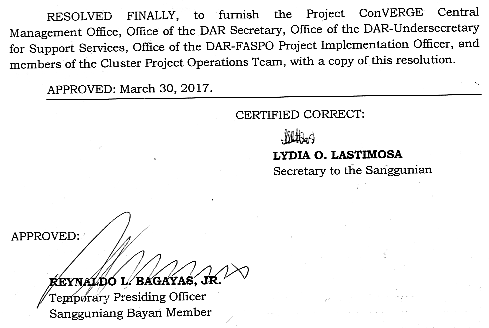 RESOLVED FINALLY, to furnish the Project ConVERGE Central
Management Office, Office of the DAR Secretary, Office of the DAR-Undersecretary
for Support Services, Office of the DAR-FASPO Project Implementation Officer, and
members of the Cluster Project Operations Team, with a copy of this resolution.
APPROVED: March 30, 2017.
CERTIFIED CORRECT:
LYDIA O. LASTIMOSA
Secretary to the Sanggunian
APPROVED:
REYNALDO L. BAGAYAS, JR.
Temporary Presiding Officer
Sangguniang Bayan Member